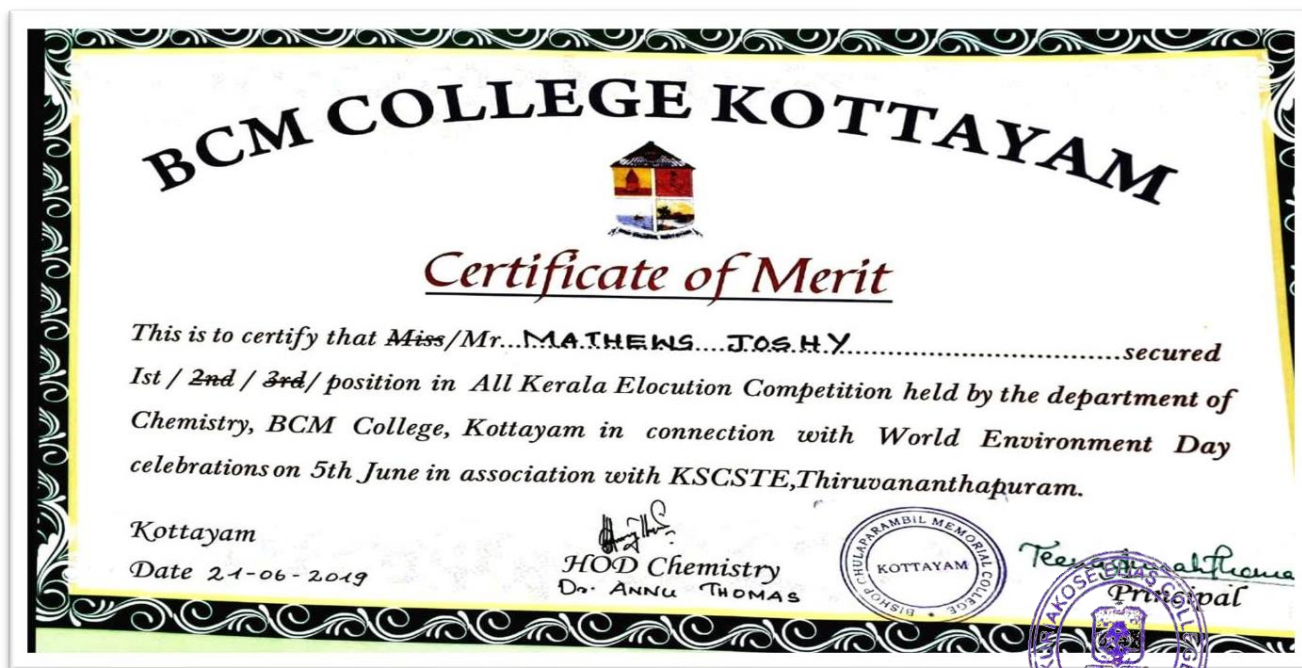 BCM COLLEGE KOTTAYAM
Certificate of Merit
This is to certify that Miss/Mr...MATHEWS...JOSHY...secured
Ist / 2nd / 3rd/ position in All Kerala Elocution Competition held by the department of
Chemistry, BCM College, Kottayam in connection with World Environment Day
celebrations on 5th June in association with KSCSTE,Thiruvananthapuram.
Kottayam
Date 21-06-2019
HOD Chemistry
Dr. ANNU THOMAS
BISHOP CHULAPARAMBIL MEMORIAL COLLEGE
KOTTAYAM
Principal
KURIAKOSE ELIAS COLLEGE